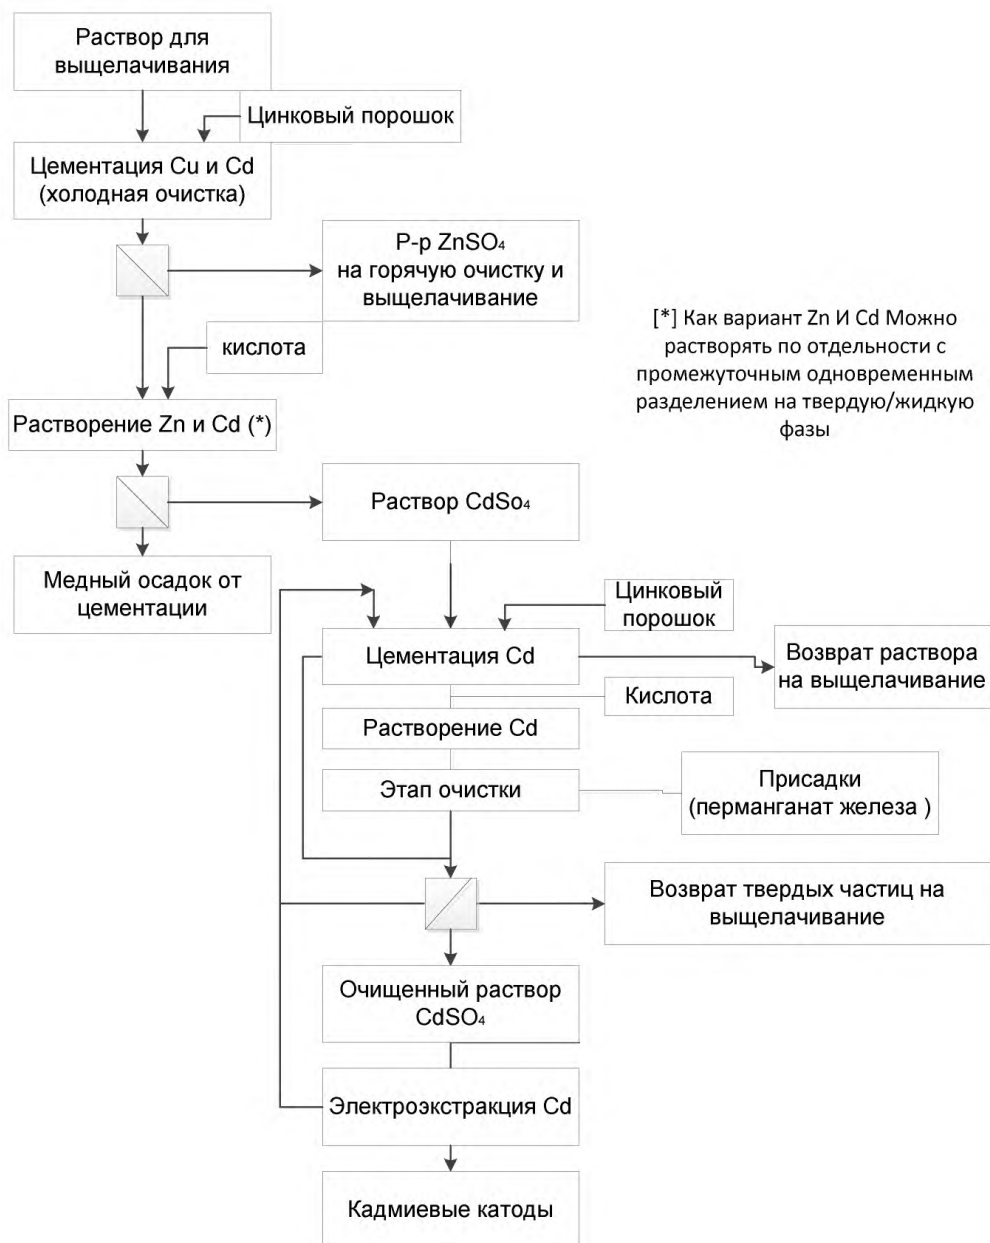 Раствор для
выщелачивания
Цинковый порошок
Цементация Cu и Cd
(холодная очистка)
Р-р ZnSO₄
на горячую очистку и
выщелачивание
[*] Как вариант Zn И Cd Можно
растворять по отдельности с
промежуточным одновременным
разделением на твердую/жидкую
фазы
кислота
Растворение Zn и Cd (*)
Раствор CdSo₄
Медный осадок от
цементации
Цинковый
порошок
Цементация Cd
Возврат раствора
на выщелачивание
Кислота
Растворение Cd
Этап очистки
Присадки
(перманганат железа )
Возврат твердых частиц на
выщелачивание
Очищенный раствор
CdSO₄
Электроэкстракция Cd
Кадмиевые катоды